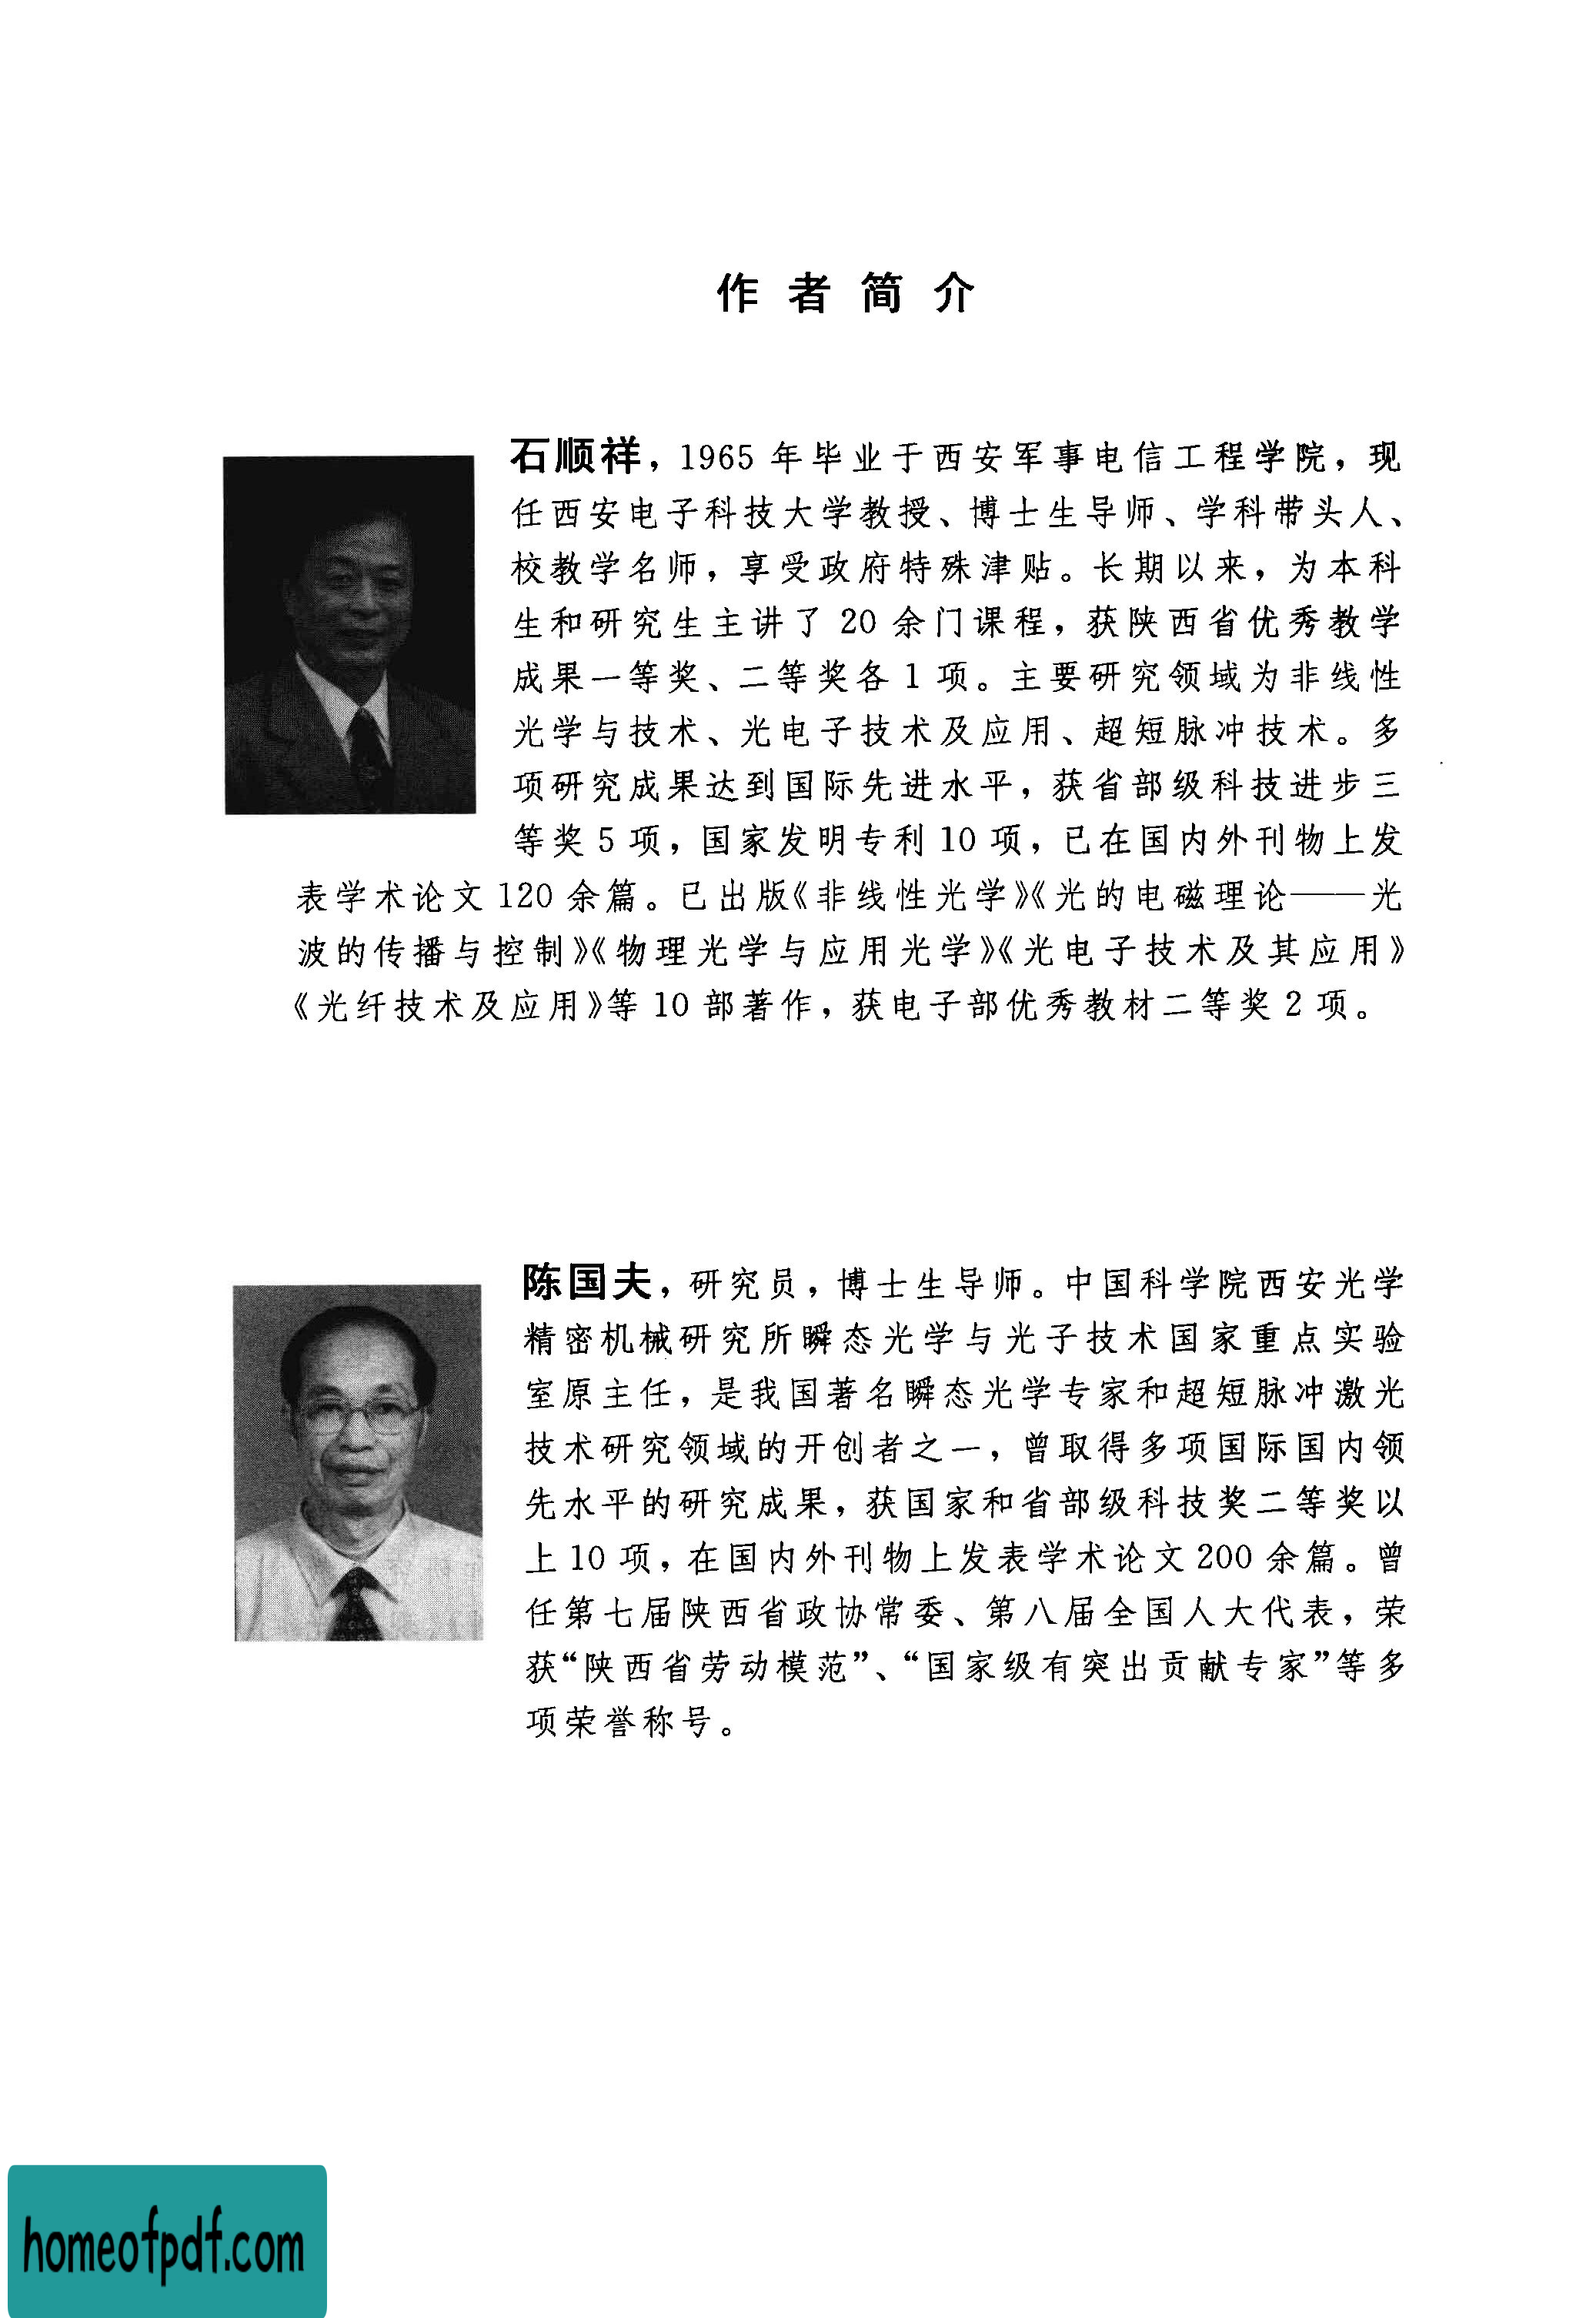 作者简介
石顺祥，1965年毕业于西安军事电信工程学院，现
任西安电子科技大学教授、博士生导师、学科带头人、
校教学名师，享受政府特殊津贴。长期以来，为本科
生和研究生主讲了20余门课程，获陕西省优秀教学
成果一等奖、二等奖各1项。主要研究领域为非线性
光学与技术、光电子技术及应用、超短脉冲技术。多
项研究成果达到国际先进水平，获省部级科技进步三
等奖5项，国家发明专利10项，已在国内外刊物上发
表学术论文120余篇。已出版《非线性光学》《光的电磁理论——光
波的传播与控制》《物理光学与应用光学》《光电子技术及其应用》
《光纤技术及应用》等10部著作，获电子部优秀教材二等奖2项。
陈国夫，研究员，博士生导师。中国科学院西安光学
精密机械研究所瞬态光学与光子技术国家重点实验
室原主任，是我国著名瞬态光学专家和超短脉冲激光
技术研究领域的开创者之一，曾取得多项国际国内领
先水平的研究成果，获国家和省部级科技奖二等奖以
上10项，在国内外刊物上发表学术论文200余篇。曾
任第七届陕西省政协常委、第八届全国人大代表，荣
获“陕西省劳动模范”、“国家级有突出贡献专家”等多
项荣誉称号。
homeofpdf.com